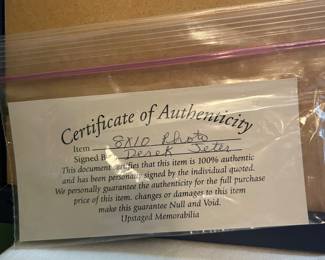 Certificate of Authenticity
Item 8X10 Photo
Signed By Derek Jeter
This document certifies that this item is 100% authentic
and has been personally signed by the individual quoted.
We personally guarantee the authenticity for the full purchase
price of this item. changes or damages to this item
make this guarantee Null and Void.
Upstaged Memorabilia